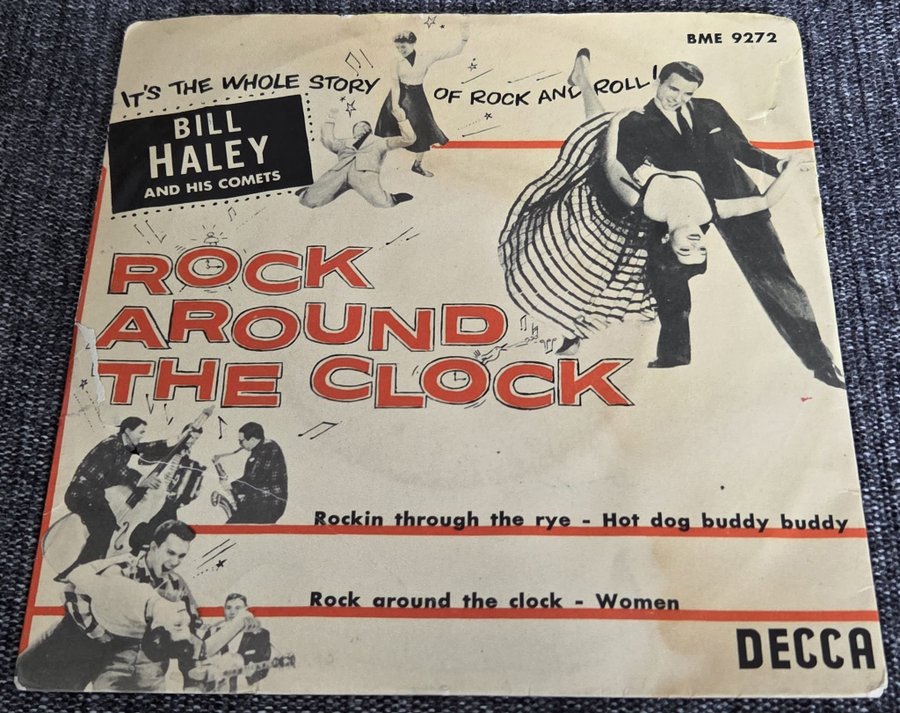 BME 9272
IT'S THE WHOLE STORY OF ROCK AND ROLL!
BILL
HALEY
AND HIS COMETS
ROCK
AROUND
THE CLOCK
Rockin through the rye - Hot dog buddy buddy
Rock around the clock - Women
DECCA